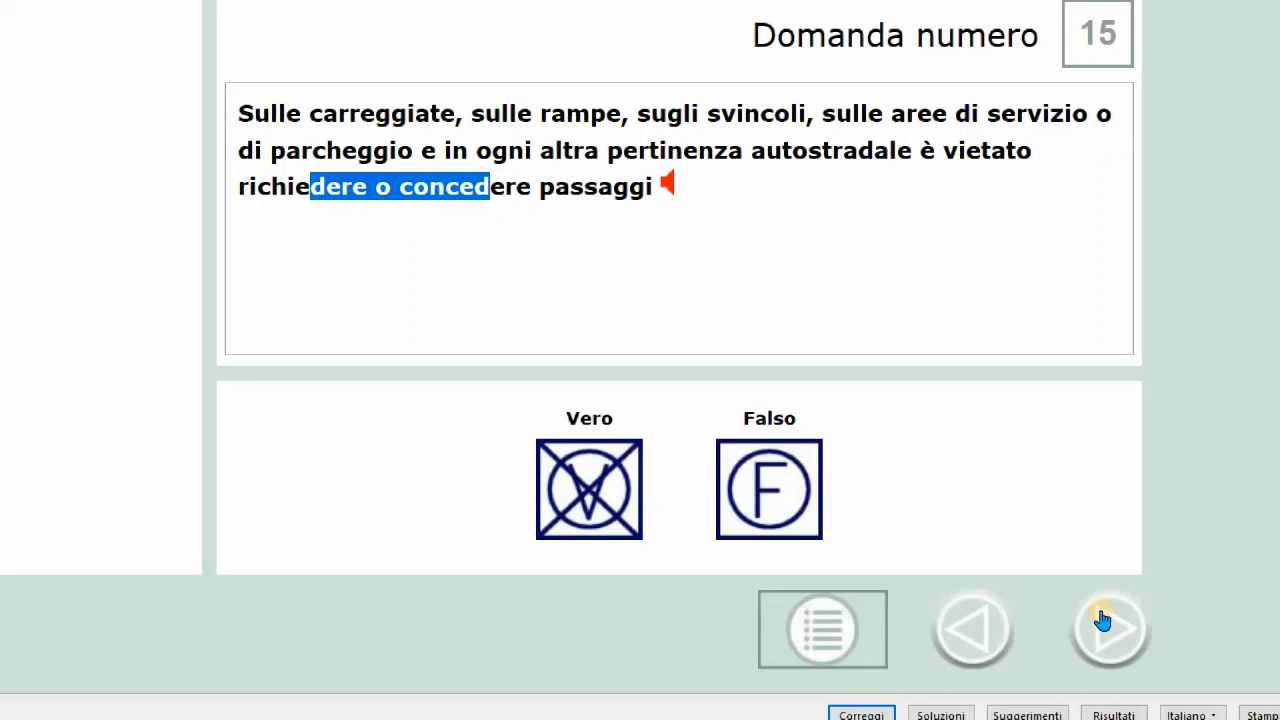 Domanda numero 15
Sulle carreggiate, sulle rampe, sugli svincoli, sulle aree di servizio o
di parcheggio e in ogni altra pertinenza autostradale è vietato
richiedere o concedere passaggi
Vero Falso
V F
Correggi Soluzioni Suggerimenti Risultati Italiano Stamp